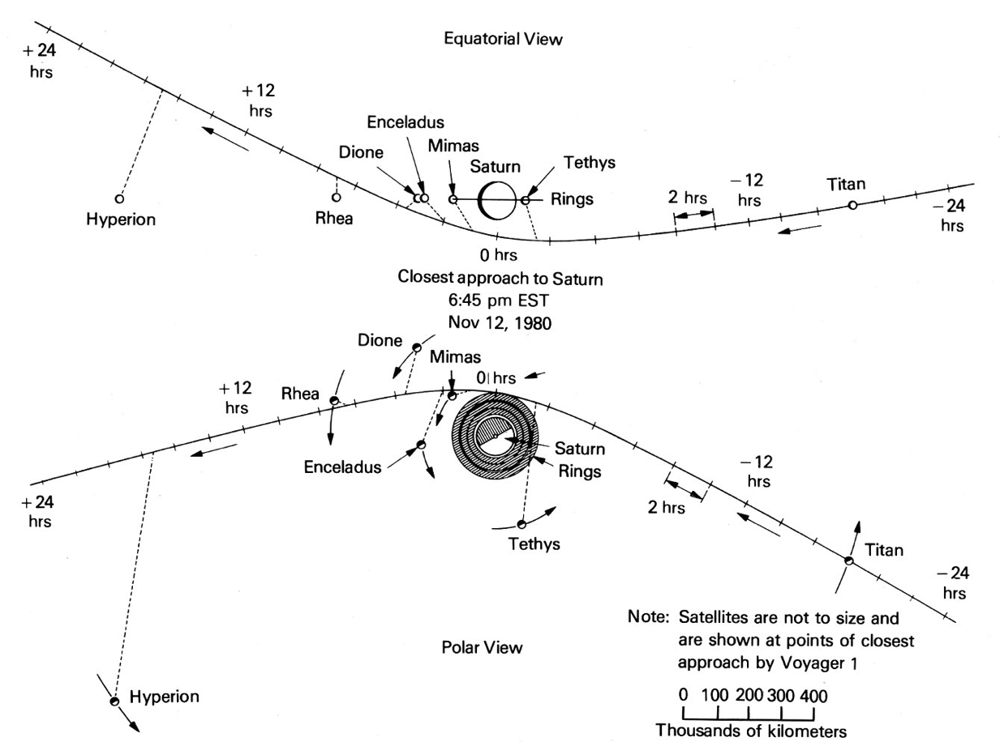 Equatorial View
+ 24
hrs
+ 12
hrs
Enceladus
Dione
Mimas
Saturn
Tethys
Rings
Hyperion
Rhea
2 hrs
− 12
hrs
Titan
− 24
hrs
0 hrs
Closest approach to Saturn
6:45 pm EST
Nov 12, 1980
Dione
Mimas
0 hrs
+ 12
hrs
Rhea
Enceladus
Saturn
Rings
− 12
hrs
2 hrs
+ 24
hrs
Tethys
Titan
− 24
hrs
Note: Satellites are not to size and
are shown at points of closest
approach by Voyager 1
Polar View
Hyperion
0 100 200 300 400
Thousands of kilometers